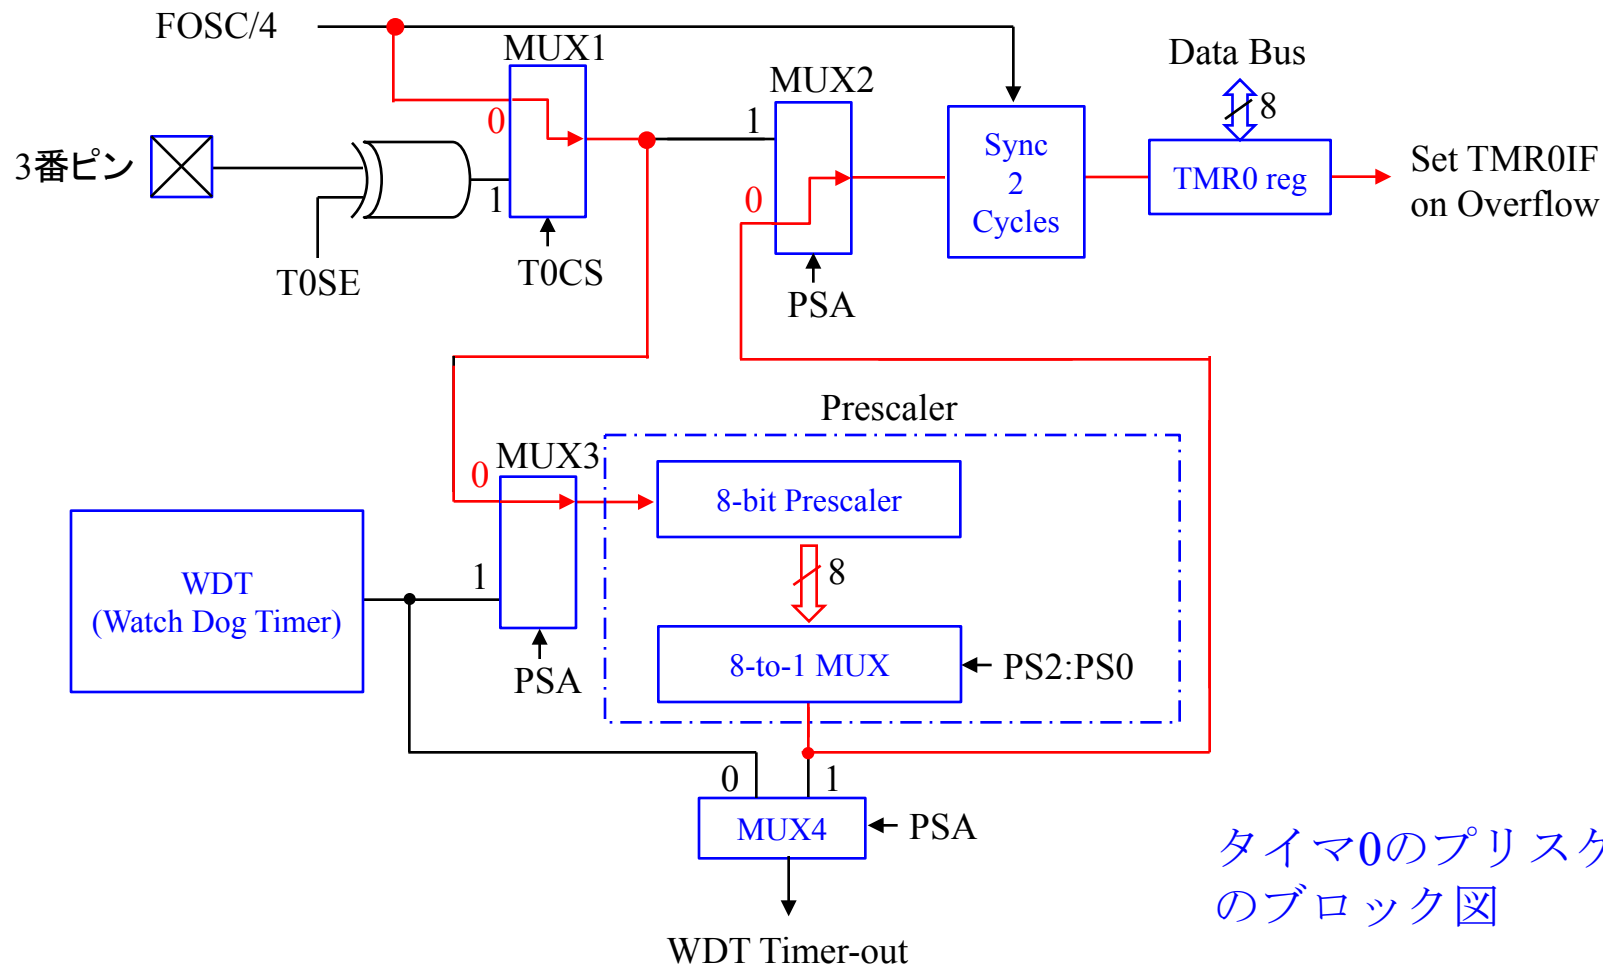 FOSC/4
MUX1
MUX2
Data Bus
8
0
1
3番ピン
Sync
2
Cycles
TMR0 reg
Set TMR0IF
on Overflow
1
0
T0SE
T0CS
PSA
Prescaler
MUX3
0
8-bit Prescaler
WDT
(Watch Dog Timer)
1
8
PSA
8-to-1 MUX
PS2:PS0
0
1
MUX4
PSA
タイマ0のプリスケ
のブロック図
WDT Timer-out